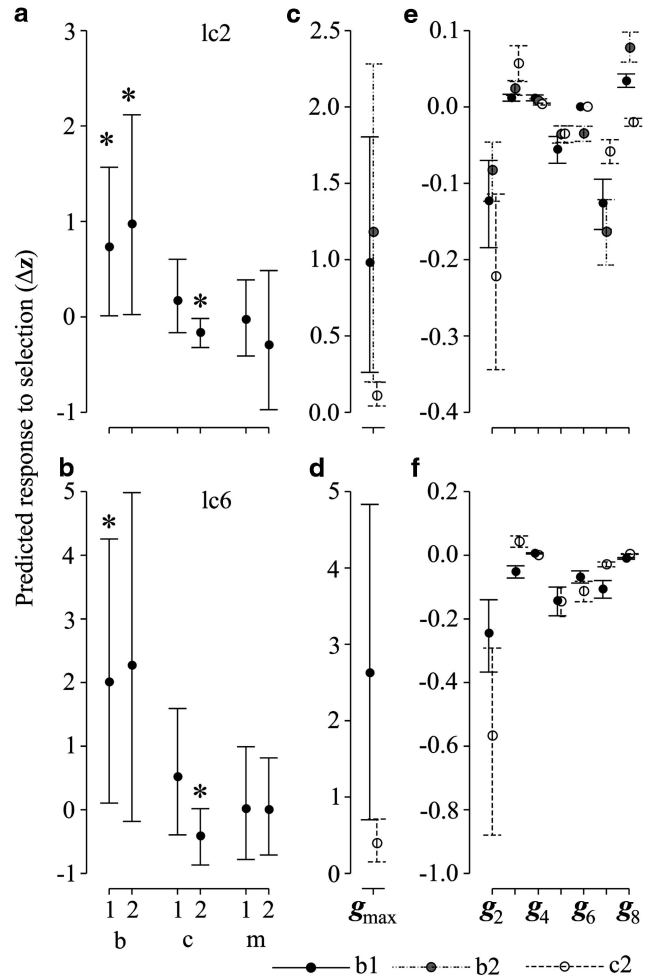 a
lc2
c
e
3
2
1
0
-1
2.5
2.0
1.5
1.0
0.5
0.0
0.1
0.0
-0.1
-0.2
-0.3
-0.4
* * *
Predicted response to selection (Δz)
b
lc6
d
f
5
4
3
2
1
0
-1
5
4
3
2
1
0
0.2
0.0
-0.2
-0.4
-0.6
-0.8
-1.0
* *
1 2 1 2 1 2
b c m
gmax
g2 g4 g6 g8
b1 b2 c2